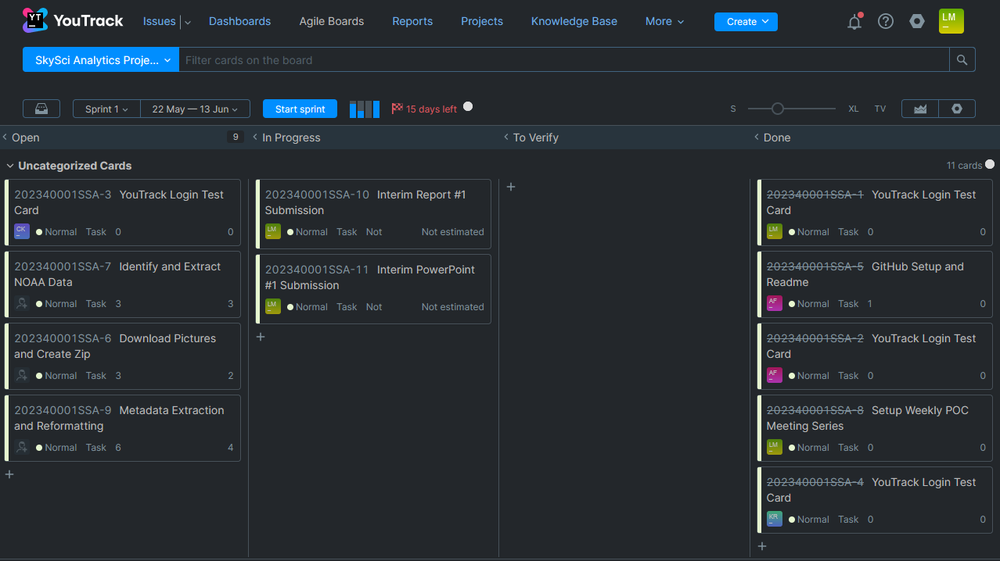 YT YouTrack Issues Dashboards Agile Boards Reports Projects Knowledge Base More Create LM
SkySci Analytics Proje... Filter cards on the board
Sprint 1 22 May — 13 Jun Start sprint 15 days left S XL TV
Open 9 In Progress To Verify Done
Uncategorized Cards 11 cards
202340001SSA-3 YouTrack Login Test
Card
CK Normal Task 0 0
202340001SSA-7 Identify and Extract
NOAA Data
Normal Task 3 3
202340001SSA-6 Download Pictures
and Create Zip
Normal Task 3 2
202340001SSA-9 Metadata Extraction
and Reformatting
Normal Task 6 4
+
202340001SSA-10 Interim Report #1
Submission
LM Normal Task Not Not estimated
202340001SSA-11 Interim PowerPoint
#1 Submission
LM Normal Task Not Not estimated
+
+
202340001SSA-1 YouTrack Login Test
Card
LM Normal Task 0 0
202340001SSA-5 GitHub Setup and
Readme
AF Normal Task 1 0
202340001SSA-2 YouTrack Login Test
Card
AF Normal Task 0 0
202340001SSA-8 Setup Weekly POC
Meeting Series
LM Normal Task 0 0
202340001SSA-4 YouTrack Login Test
Card
KR Normal Task 0 0
+